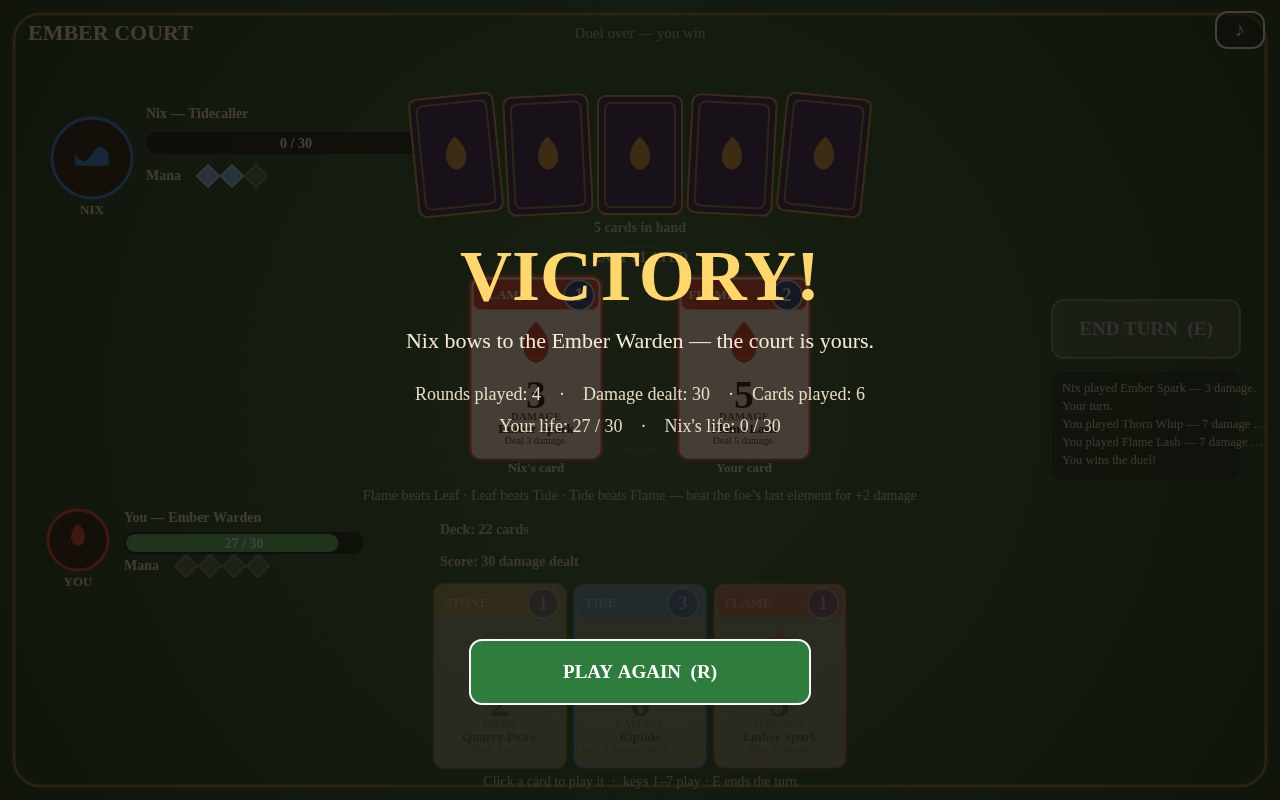 EMBER COURT
Duel over — you win
♪
Nix — Tidecaller
0 / 30
Mana
NIX
5 cards in hand
VICTORY!
1
2
Nix bows to the Ember Warden — the court is yours.
END TURN (E)
Rounds played: 4 · Damage dealt: 30 · Cards played: 6
3
5
DAMAGE
DAMAGE
Your life: 27 / 30 · Nix's life: 0 / 30
Deal 3 damage.
Deal 5 damage.
Nix's card
Your card
Nix played Ember Spark — 3 damage.
Your turn.
You played Thorn Whip — 7 damage …
You played Flame Lash — 7 damage …
You wins the duel!
Flame beats Leaf · Leaf beats Tide · Tide beats Flame — beat the foe's last element for +2 damage
You — Ember Warden
27 / 30
Mana
YOU
Deck: 22 cards
Score: 30 damage dealt
STONE
1
TIDE
3
FLAME
1
PLAY AGAIN (R)
Quarry Draw
Riptide
Ember Spark
Click a card to play it · keys 1–7 play · E ends the turn